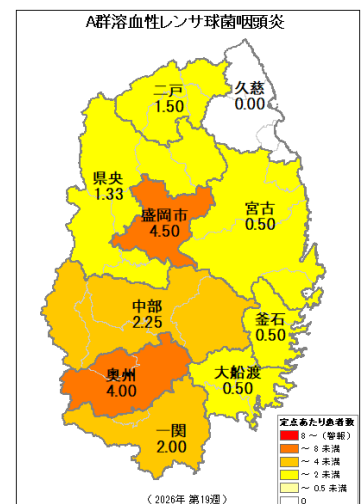 A群溶血性レンサ球菌咽頭炎
二戸
1.50
久慈
0.00
県央
1.33
盛岡市
4.50
宮古
0.50
中部
2.25
釜石
0.50
奥州
4.00
大船渡
0.50
一関
2.00
定点あたり患者数
8 ～ (警報)
～ 8 未満
～ 4 未満
～ 2 未満
～ 0.5 未満
0
(2026年 第19週)